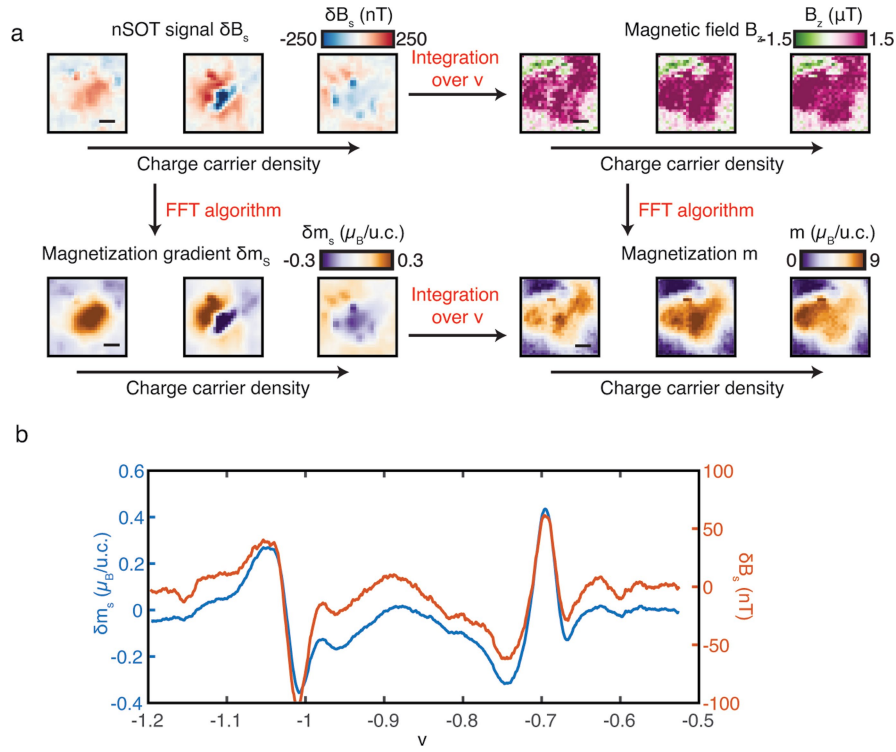 a
nSOT signal δBs
δBs (nT)
-250
250
Integration
over ν
Magnetic field Bz
Bz (μT)
-1.5
1.5
Charge carrier density
Charge carrier density
FFT algorithm
FFT algorithm
Magnetization gradient δms
δms (μB/u.c.)
-0.3
0.3
Integration
over ν
Magnetization m
m (μB/u.c.)
0
9
Charge carrier density
Charge carrier density
b
0.6
0.4
0.2
0
-0.2
-0.4
δms (μB/u.c.)
100
50
0
-50
-100
δBs (nT)
-1.2
-1.1
-1
-0.9
-0.8
-0.7
-0.6
-0.5
ν